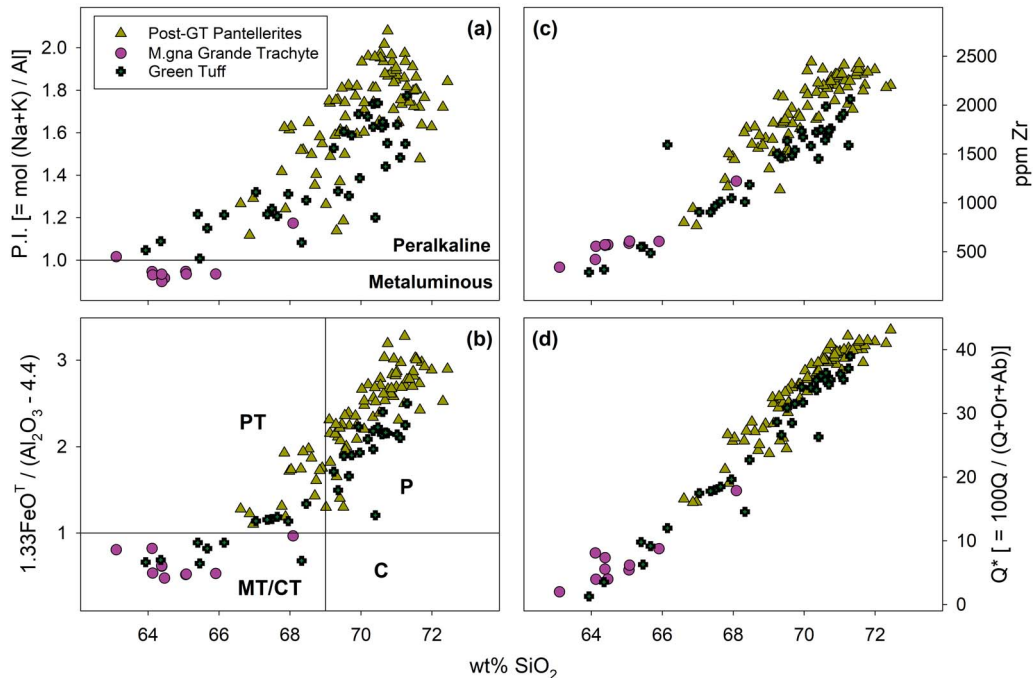 (a)
Post-GT Pantellerites
M.gna Grande Trachyte
Green Tuff
P.I. [= mol (Na+K) / Al]
2.0
1.8
1.6
1.4
1.2
1.0
Peralkaline
Metaluminous
(c)
2500
2000
1500
1000
500
0
ppm Zr
(b)
1.33FeOᵀ / (Al₂O₃ - 4.4)
3
2
1
PT
P
MT/CT
C
64 66 68 70 72
(d)
40
30
20
10
0
Q* [ = 100Q / (Q+Or+Ab)]
64 66 68 70 72
wt% SiO₂